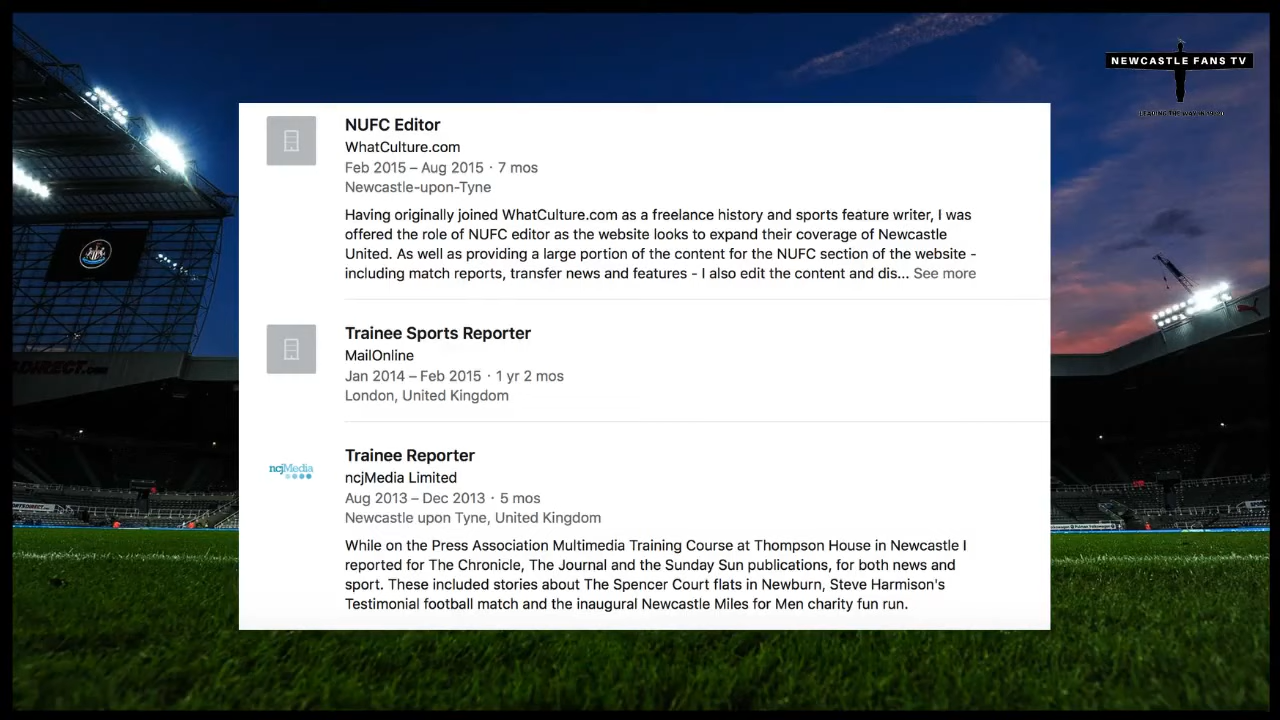 NEWCASTLE FANS TV
NUFC Editor
WhatCulture.com
Feb 2015 – Aug 2015 · 7 mos
Newcastle-upon-Tyne
Having originally joined WhatCulture.com as a freelance history and sports feature writer, I was
offered the role of NUFC editor as the website looks to expand their coverage of Newcastle
United. As well as providing a large portion of the content for the NUFC section of the website -
including match reports, transfer news and features - I also edit the content and dis... See more
Trainee Sports Reporter
MailOnline
Jan 2014 – Feb 2015 · 1 yr 2 mos
London, United Kingdom
ncjMedia
Trainee Reporter
ncjMedia Limited
Aug 2013 – Dec 2013 · 5 mos
Newcastle upon Tyne, United Kingdom
While on the Press Association Multimedia Training Course at Thompson House in Newcastle I
reported for The Chronicle, The Journal and the Sunday Sun publications, for both news and
sport. These included stories about The Spencer Court flats in Newburn, Steve Harmison's
Testimonial football match and the inaugural Newcastle Miles for Men charity fun run.